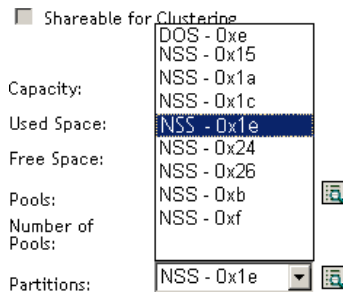 Shareable for Clustering
DOS - 0xe
NSS - 0x15
NSS - 0x1a
Capacity:
NSS - 0x1c
Used Space:
NSS - 0x1e
NSS - 0x24
Free Space:
NSS - 0x26
NSS - 0xb
Pools:
NSS - 0xf
Number of
Pools:
Partitions:
NSS - 0x1e